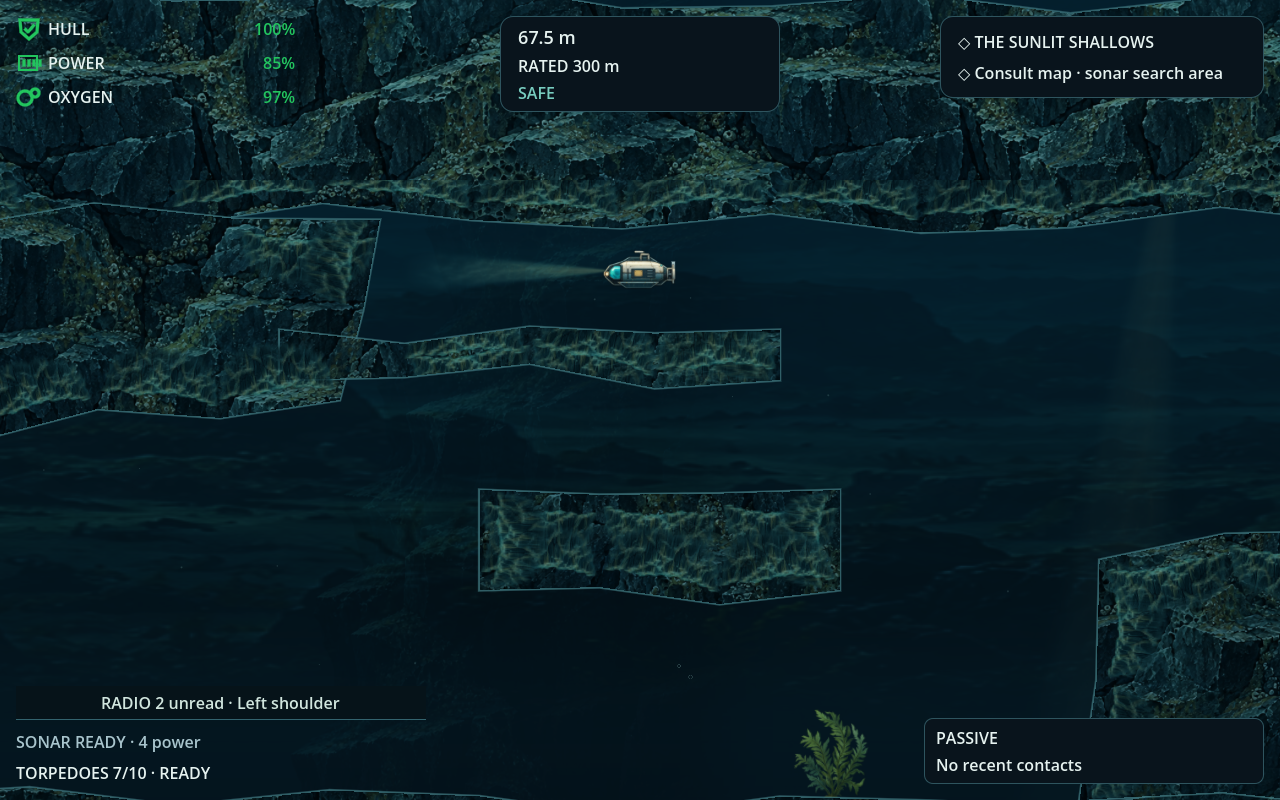 HULL 100%
POWER 85%
OXYGEN 97%
67.5 m
RATED 300 m
SAFE
◇ THE SUNLIT SHALLOWS
◇ Consult map · sonar search area
RADIO 2 unread · Left shoulder
SONAR READY · 4 power
TORPEDOES 7/10 · READY
PASSIVE
No recent contacts